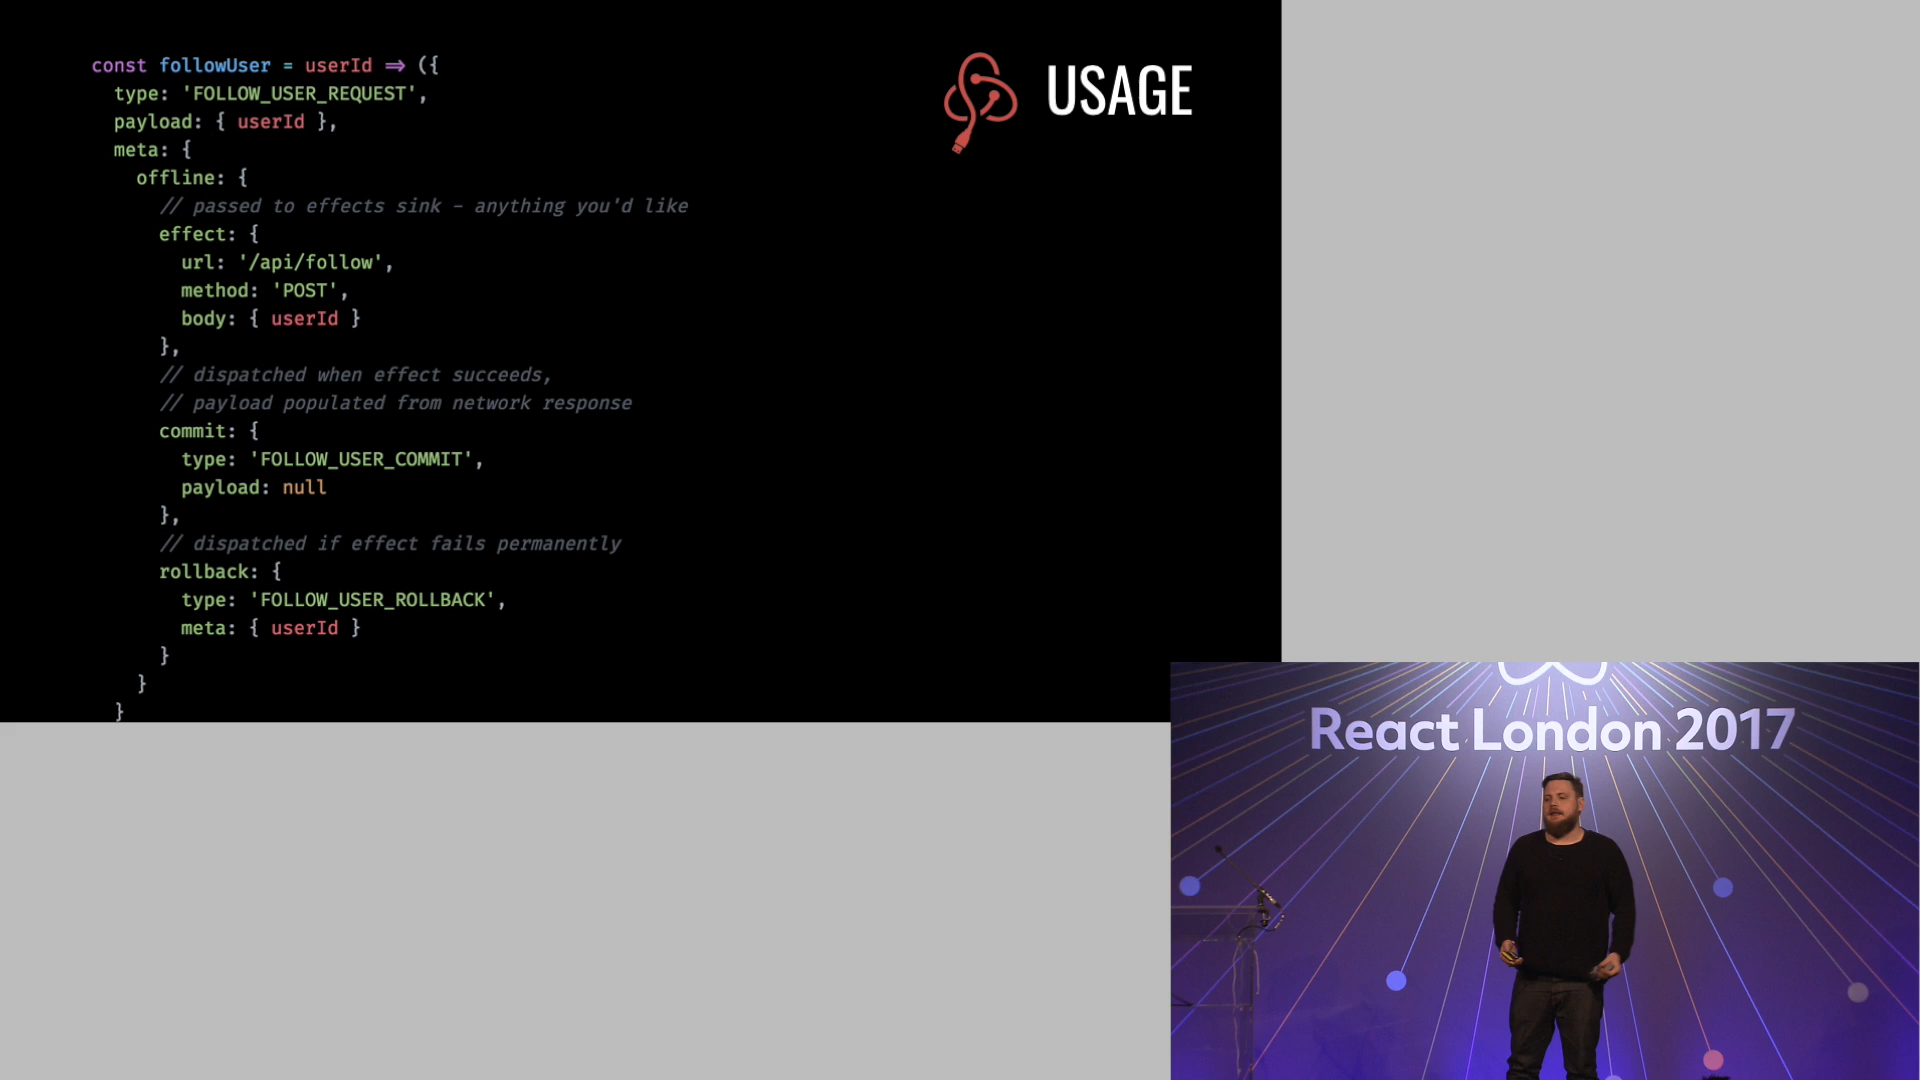 const followUser = userId => ({
type: 'FOLLOW_USER_REQUEST',
payload: { userId },
meta: {
offline: {
// passed to effects sink – anything you'd like
effect: {
url: '/api/follow',
method: 'POST',
body: { userId }
},
// dispatched when effect succeeds,
// payload populated from network response
commit: {
type: 'FOLLOW_USER_COMMIT',
payload: null
},
// dispatched if effect fails permanently
rollback: {
type: 'FOLLOW_USER_ROLLBACK',
meta: { userId }
}
}
}
USAGE
React London 2017